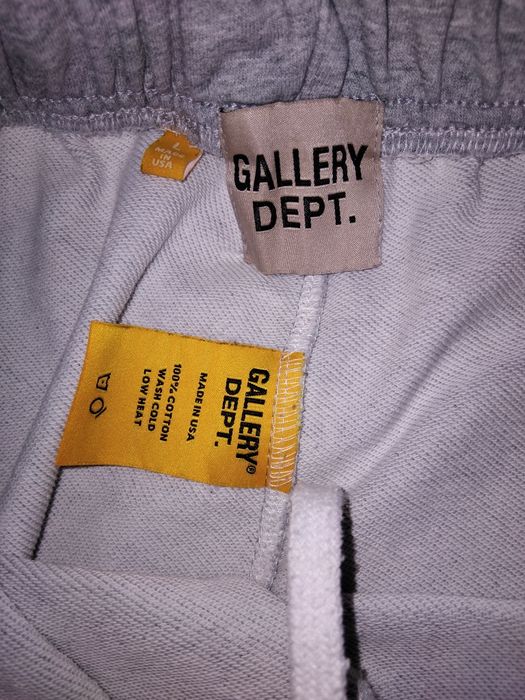 L
MADE
IN
USA
GALLERY
DEPT.
GALLERY®
DEPT.
MADE IN USA
100% COTTON
WASH COLD
LOW HEAT